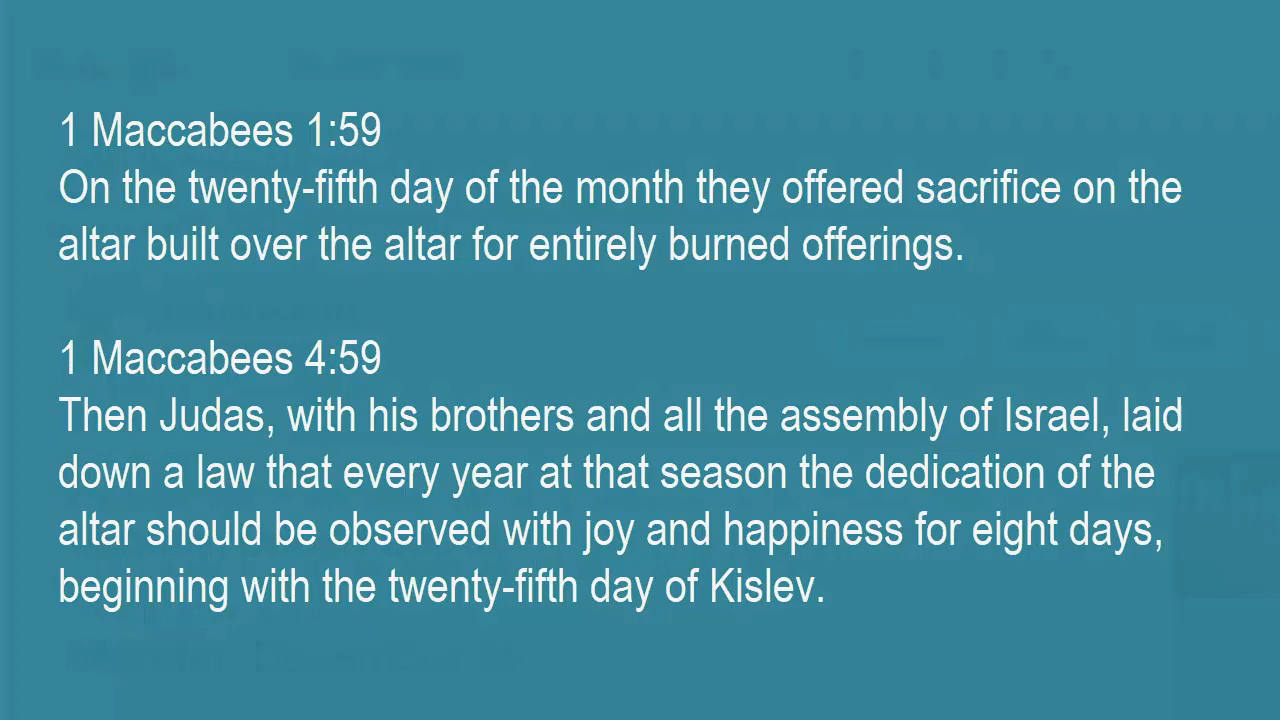 1 Maccabees 1:59
On the twenty-fifth day of the month they offered sacrifice on the
altar built over the altar for entirely burned offerings.
1 Maccabees 4:59
Then Judas, with his brothers and all the assembly of Israel, laid
down a law that every year at that season the dedication of the
altar should be observed with joy and happiness for eight days,
beginning with the twenty-fifth day of Kislev.